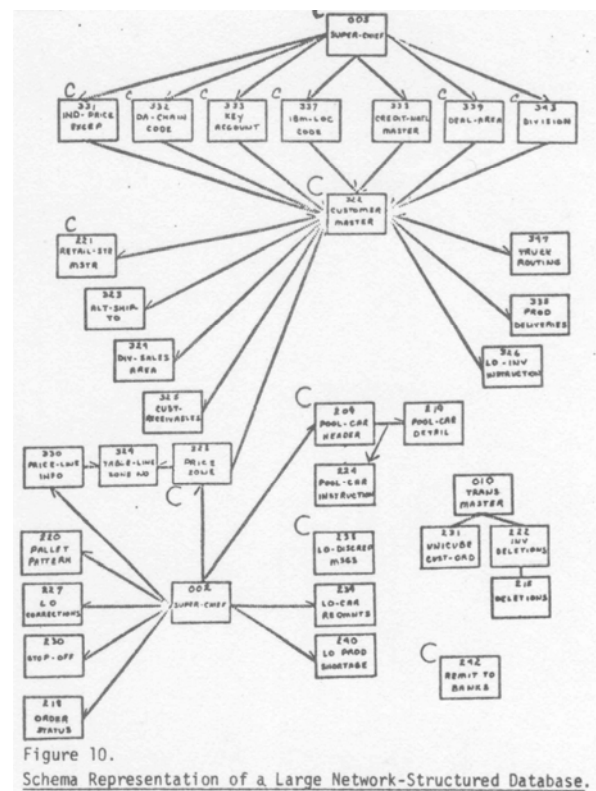 C
003
SUPER-CHIEF
C
331
IND-PRICE
EXCEP
C
332
DA-CHAIN
CODE
C
333
KEY
ACCOUNT
C
337
IBM-LOC
CODE
335
CREDIT-NATL
MASTER
C
339
DEAL-AREA
C
343
DIVISION
C
322
CUSTOMER
MASTER
C
221
RETAIL-STR
MSTR
347
TRUCK
ROUTING
323
ALT-SHIP
TO
338
PROD
DELIVERIES
DIV-SALES
AREA
326
LD-INV
INSTRUCTION
325
CUST-
RECEIVABLES
C
209
POOL-CAR
HEADER
219
POOL-CAR
DETAIL
330
PRICE-LINE
INFO
329
TABLE-LINE
ZONE NO
PRICE
ZONE
C
224
POOL-CAR
INSTRUCTION
010
TRANS-
MASTER
220
PALLET
PATTERN
C
238
LD-DISCREP
MSGS
231
UNICUBE
CUST-ORD
222
INV
DELETIONS
227
LD
CORRECTIONS
002
SUPER-CHIEF
239
LD-CAR
REQMNTS
DELETIONS
230
STOP-OFF
240
LD PROD
SHORTAGE
C
242
REMIT TO
BANKS
218
ORDER
STATUS
Figure 10.
Schema Representation of a Large Network-Structured Database.